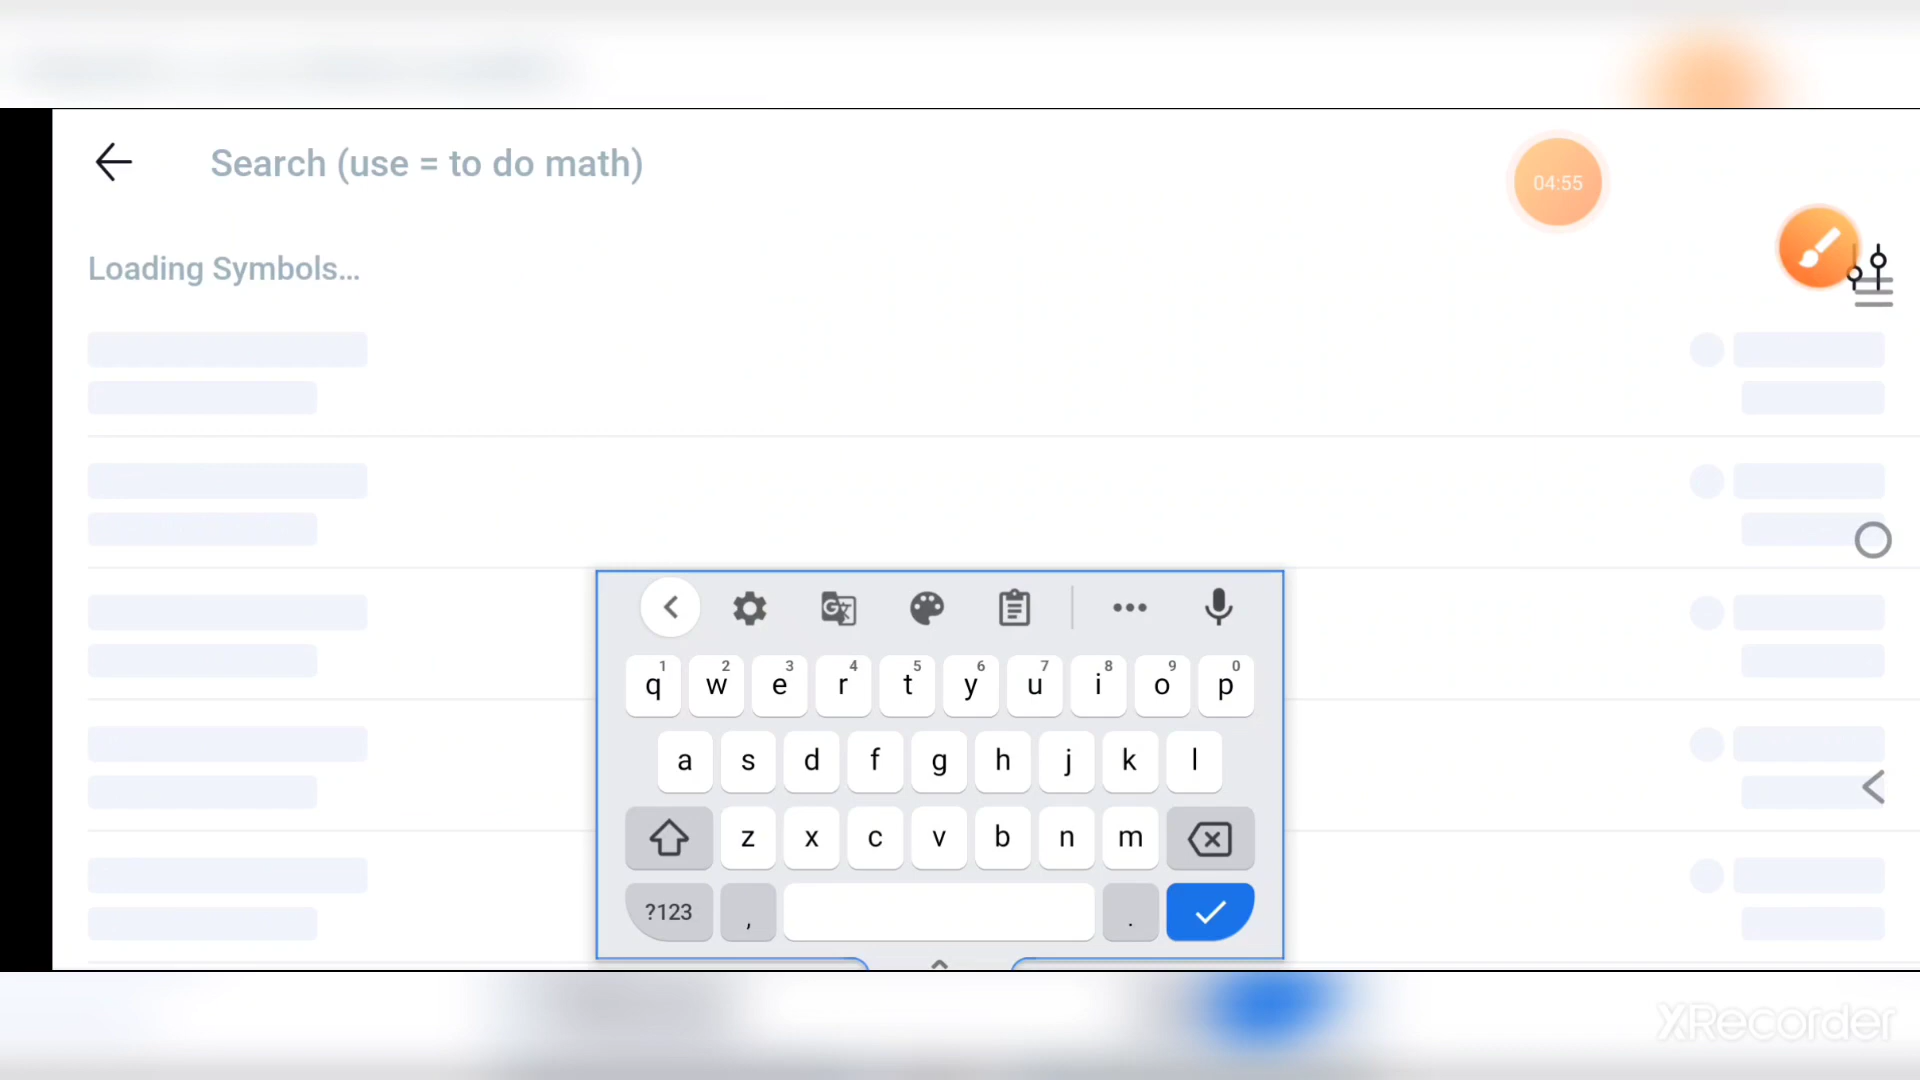 Search (use = to do math)
04:55
Loading Symbols...
1 2 3 4 5 6 7 8 9 0
q w e r t y u i o p
a s d f g h j k l
z x c v b n m
?123 , .
XRecorder